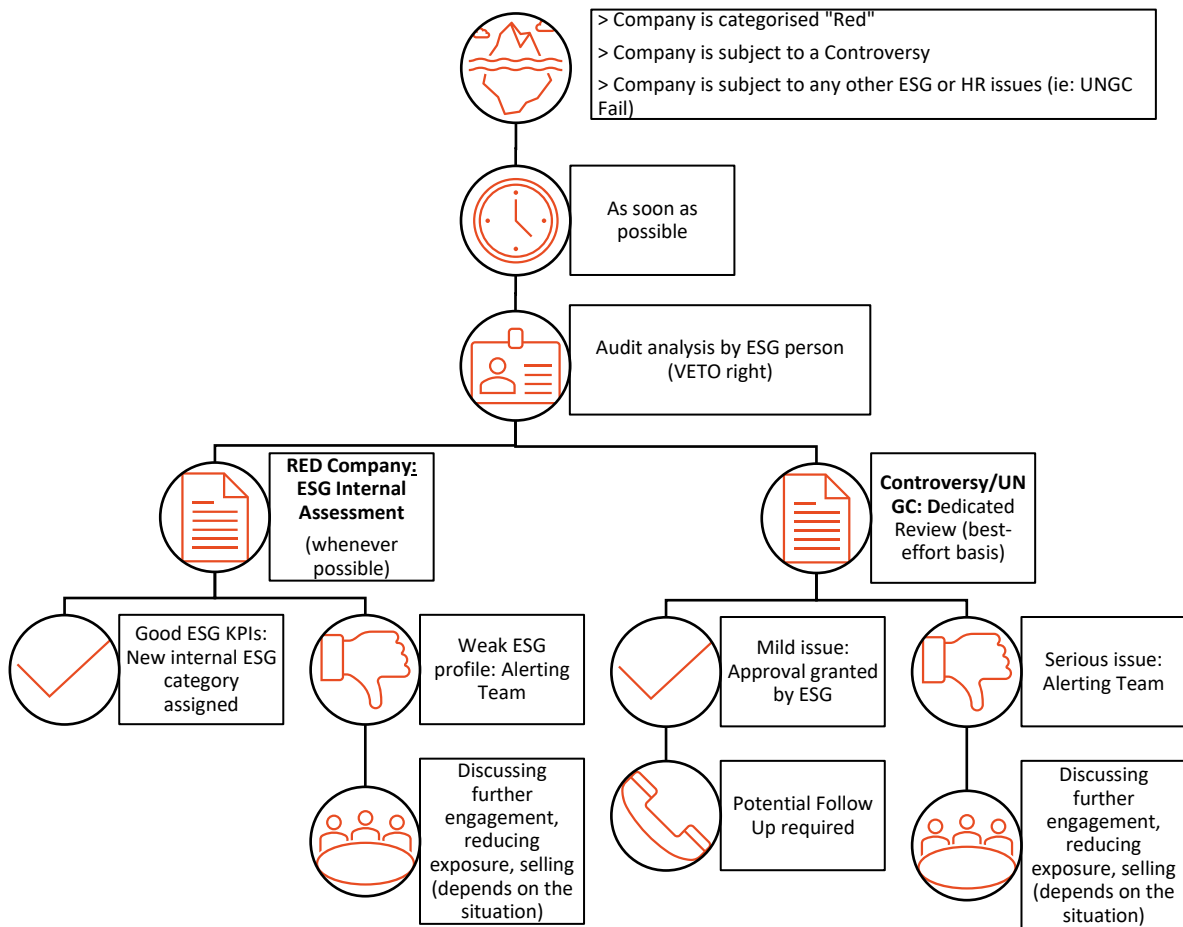 > Company is categorised "Red"
> Company is subject to a Controversy
> Company is subject to any other ESG or HR issues (ie: UNGC
Fail)
As soon as
possible
Audit analysis by ESG person
(VETO right)
RED Company:
ESG Internal
Assessment
(whenever
possible)
Controversy/UN
GC: Dedicated
Review (best-
effort basis)
Good ESG KPIs:
New internal ESG
category
assigned
Weak ESG
profile: Alerting
Team
Mild issue:
Approval granted
by ESG
Serious issue:
Alerting Team
Discussing
further
engagement,
reducing
exposure, selling
(depends on the
situation)
Potential Follow
Up required
Discussing
further
engagement,
reducing
exposure, selling
(depends on the
situation)